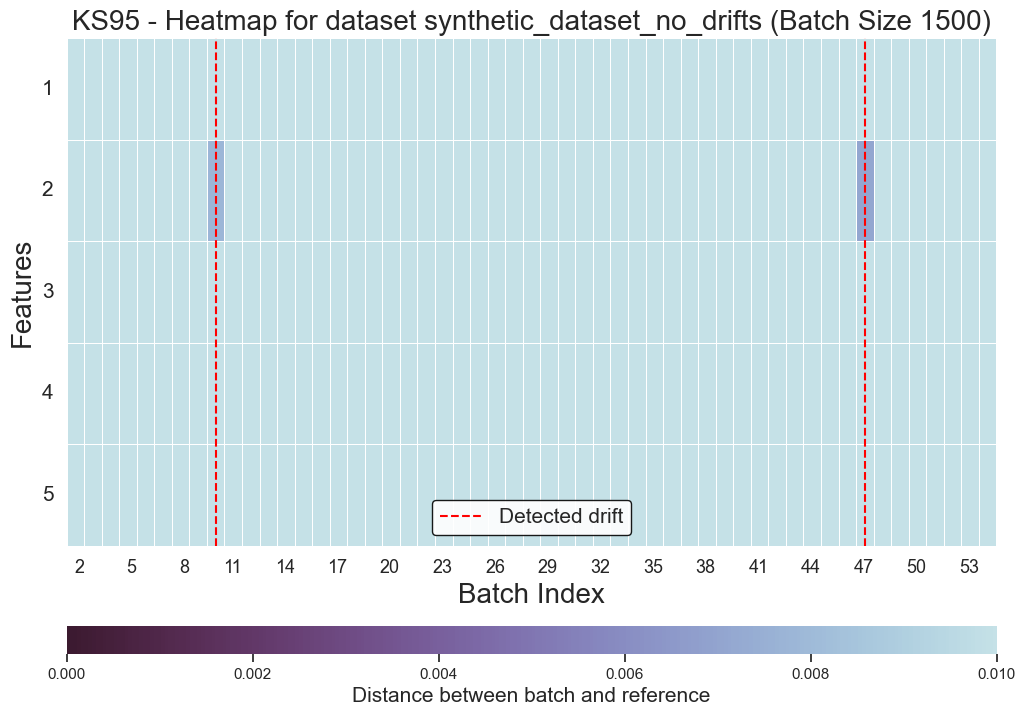 KS95 - Heatmap for dataset synthetic_dataset_no_drifts (Batch Size 1500)
1
2
3
4
5
Features
Detected drift
2 5 8 11 14 17 20 23 26 29 32 35 38 41 44 47 50 53
Batch Index
0.000 0.002 0.004 0.006 0.008 0.010
Distance between batch and reference